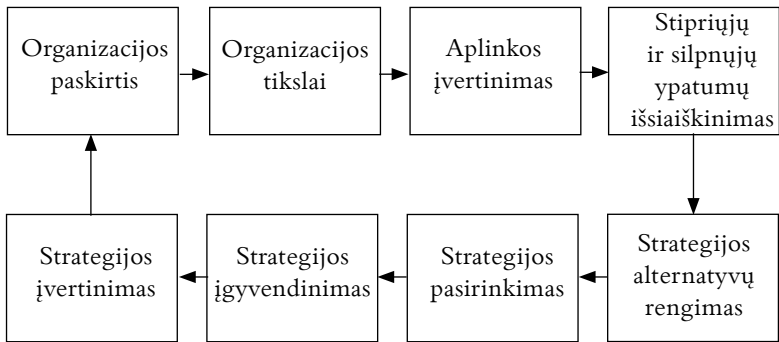 Organizacijos
paskirtis
Organizacijos
tikslai
Aplinkos
įvertinimas
Stipriųjų
ir silpnųjų
ypatumų
išsiaiškinimas
Strategijos
įvertinimas
Strategijos
įgyvendinimas
Strategijos
pasirinkimas
Strategijos
alternatyvų
rengimas